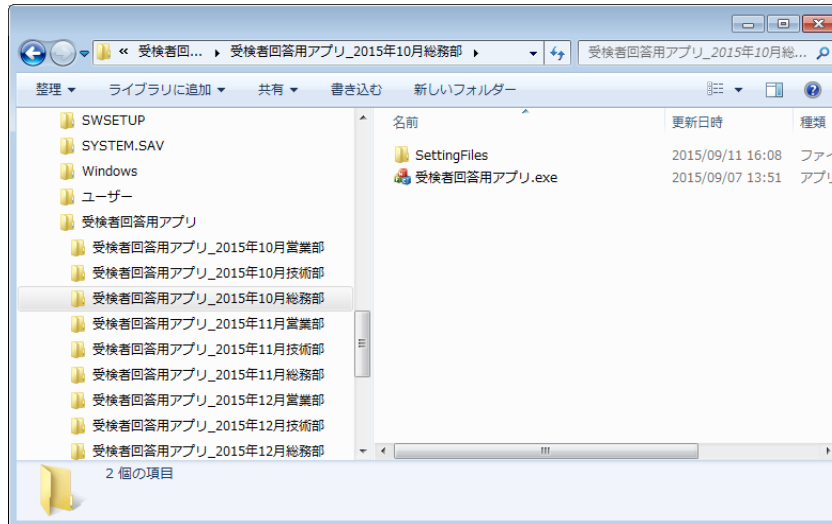 « 受検者回... 受検者回答用アプリ_2015年10月総務部 受検者回答用アプリ_2015年10月総...
整理 ライブラリに追加 共有 書き込む 新しいフォルダー
SWSETUP
SYSTEM.SAV
Windows
ユーザー
受検者回答用アプリ
受検者回答用アプリ_2015年10月営業部
受検者回答用アプリ_2015年10月技術部
受検者回答用アプリ_2015年10月総務部
受検者回答用アプリ_2015年11月営業部
受検者回答用アプリ_2015年11月技術部
受検者回答用アプリ_2015年11月総務部
受検者回答用アプリ_2015年12月営業部
受検者回答用アプリ_2015年12月技術部
受検者回答用アプリ_2015年12月総務部
名前 更新日時 種類
SettingFiles 2015/09/11 16:08 ファイ
受検者回答用アプリ.exe 2015/09/07 13:51 アプリ
2 個の項目